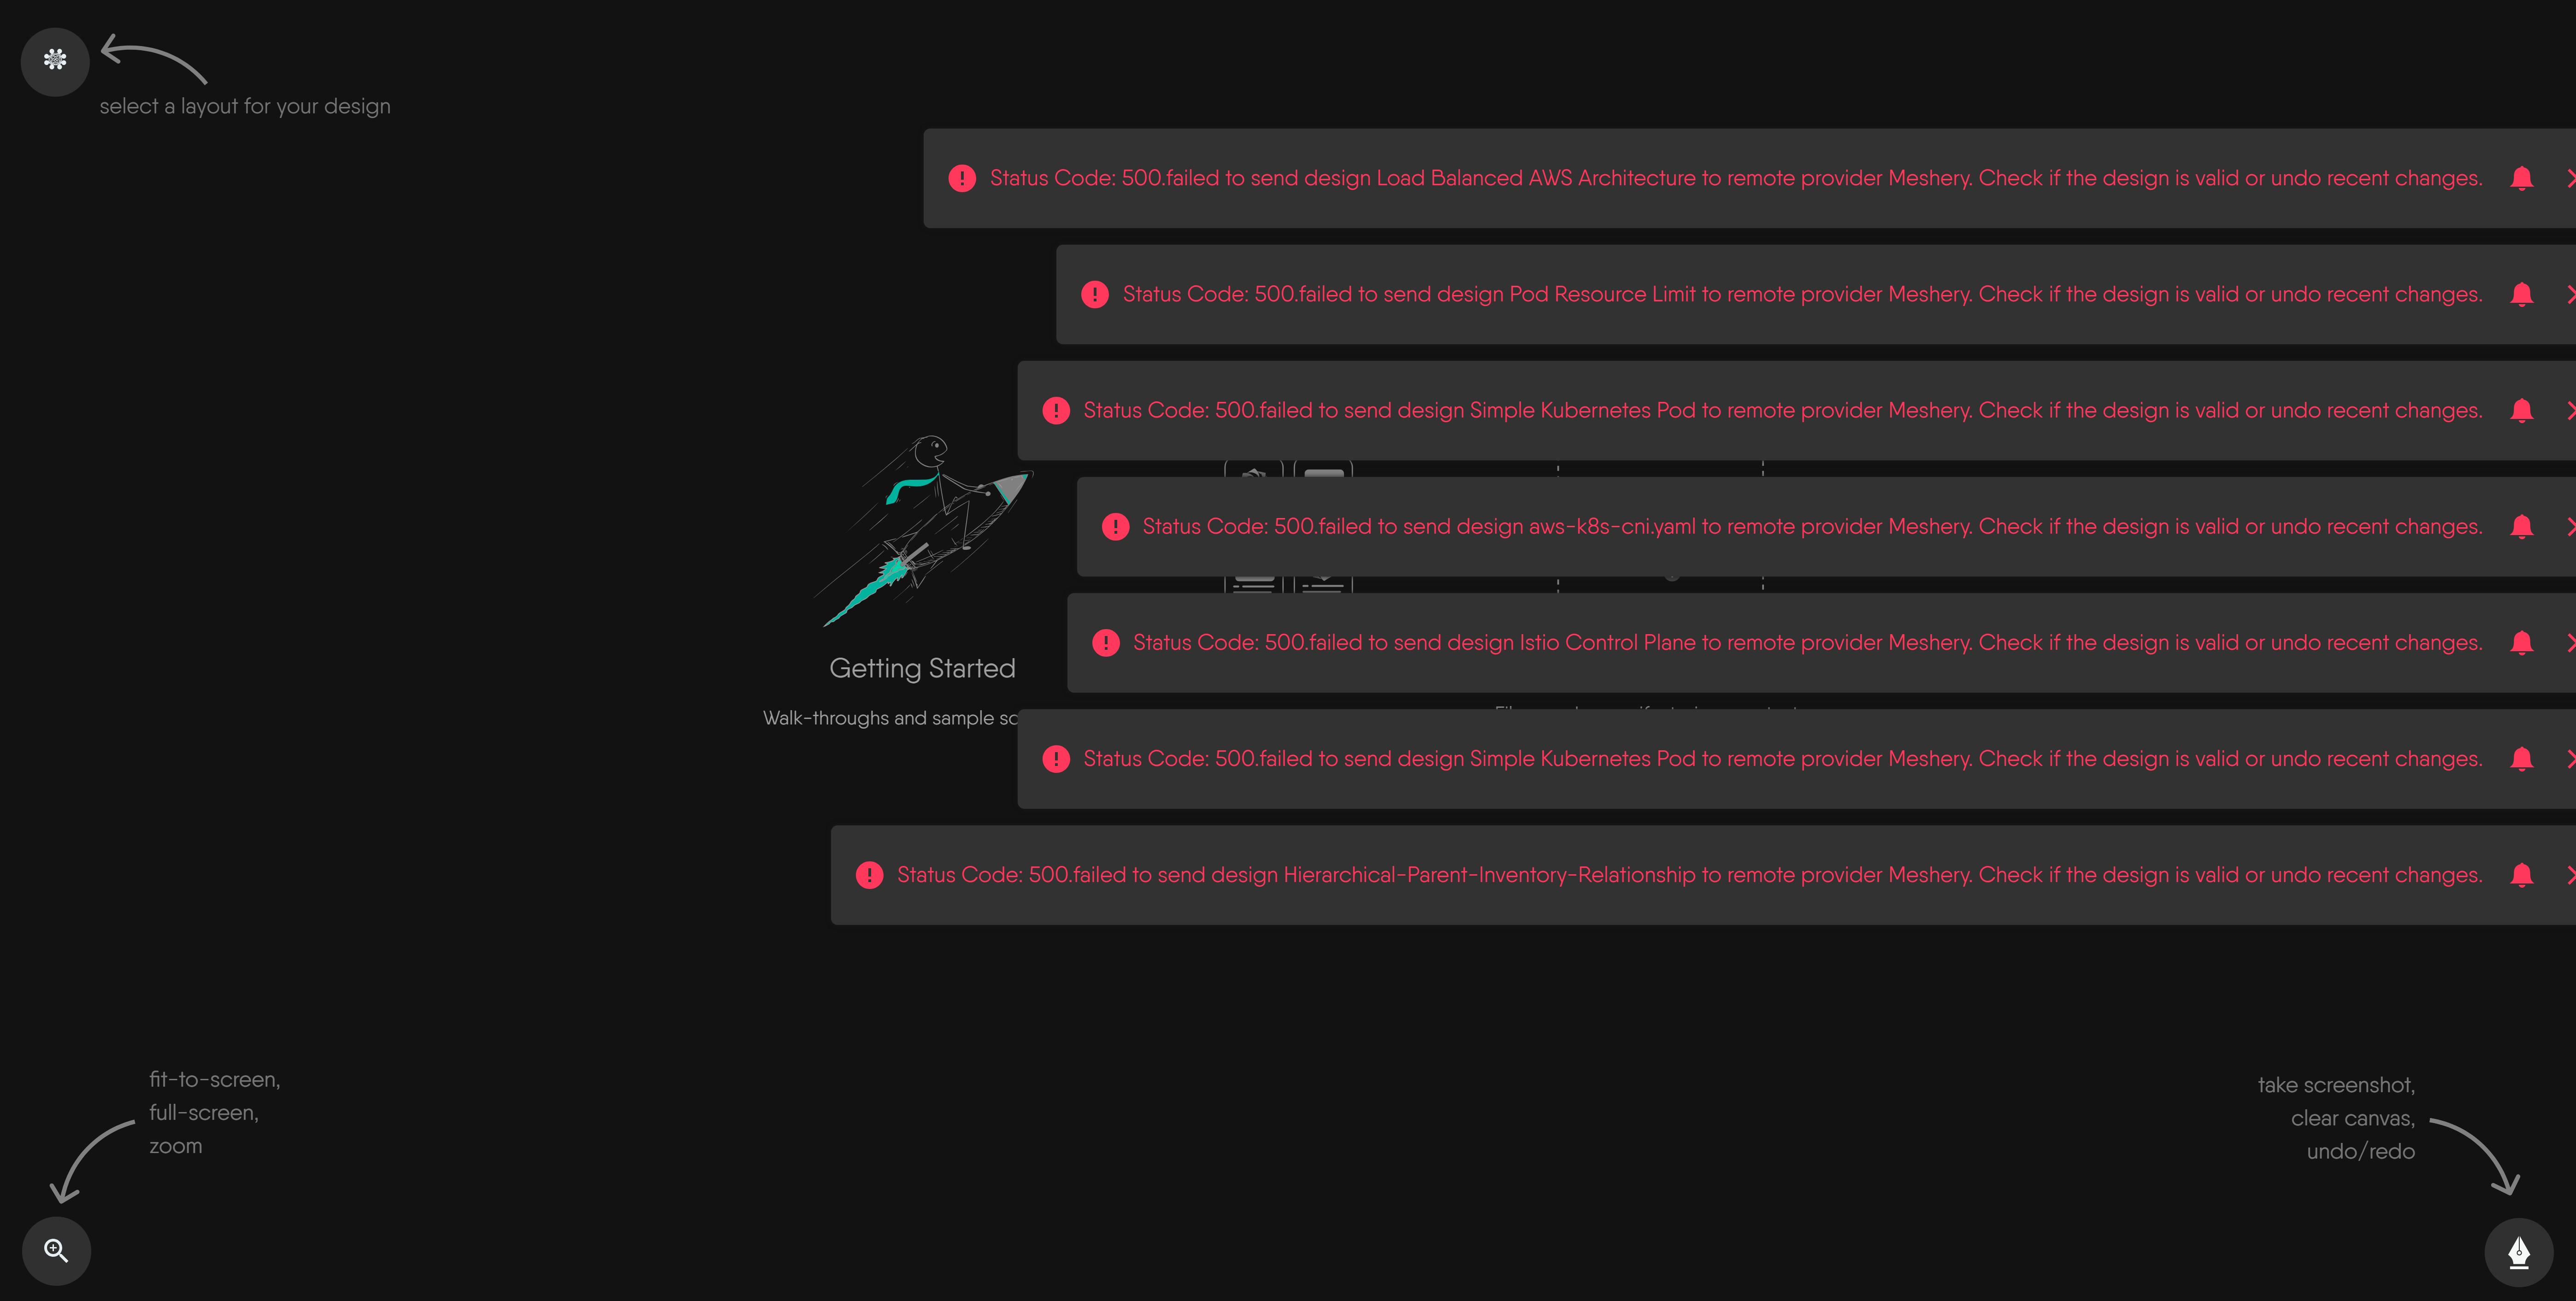 select a layout for your design
Status Code: 500.failed to send design Load Balanced AWS Architecture to remote provider Meshery. Check if the design is valid or undo recent changes.
Status Code: 500.failed to send design Pod Resource Limit to remote provider Meshery. Check if the design is valid or undo recent changes.
Status Code: 500.failed to send design Simple Kubernetes Pod to remote provider Meshery. Check if the design is valid or undo recent changes.
Status Code: 500.failed to send design aws-k8s-cni.yaml to remote provider Meshery. Check if the design is valid or undo recent changes.
Status Code: 500.failed to send design Istio Control Plane to remote provider Meshery. Check if the design is valid or undo recent changes.
Getting Started
Walk-throughs and sample
Status Code: 500.failed to send design Simple Kubernetes Pod to remote provider Meshery. Check if the design is valid or undo recent changes.
Status Code: 500.failed to send design Hierarchical-Parent-Inventory-Relationship to remote provider Meshery. Check if the design is valid or undo recent changes.
fit-to-screen,
full-screen,
zoom
take screenshot,
clear canvas,
undo/redo